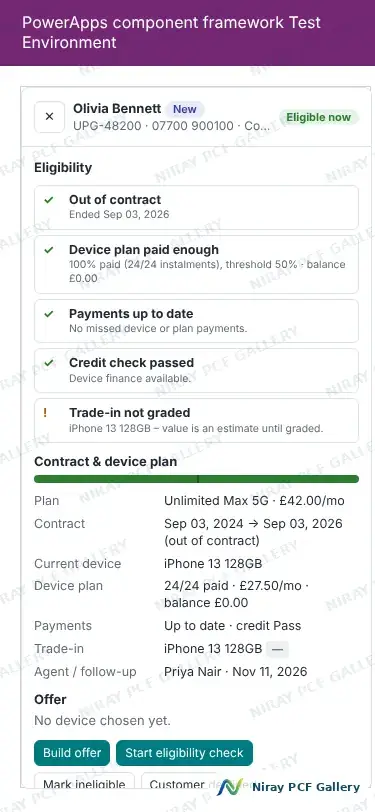 PowerApps component framework Test
Environment
✕ Olivia Bennett New
UPG-48200 · 07700 900100 · Co... Eligible now
Eligibility
✓ Out of contract
Ended Sep 03, 2026
✓ Device plan paid enough
100% paid (24/24 instalments), threshold 50% · balance
£0.00
✓ Payments up to date
No missed device or plan payments.
✓ Credit check passed
Device finance available.
! Trade-in not graded
iPhone 13 128GB – value is an estimate until graded.
Contract & device plan
Plan Unlimited Max 5G · £42.00/mo
Contract Sep 03, 2024 → Sep 03, 2026
(out of contract)
Current device iPhone 13 128GB
Device plan 24/24 paid · £27.50/mo ·
balance £0.00
Payments Up to date · credit Pass
Trade-in iPhone 13 128GB —
Agent / follow-up Priya Nair · Nov 11, 2026
Offer
No device chosen yet.
Build offer Start eligibility check
Mark ineligible Customer
Niray PCF Gallery
NIRAY PCF GALLERY